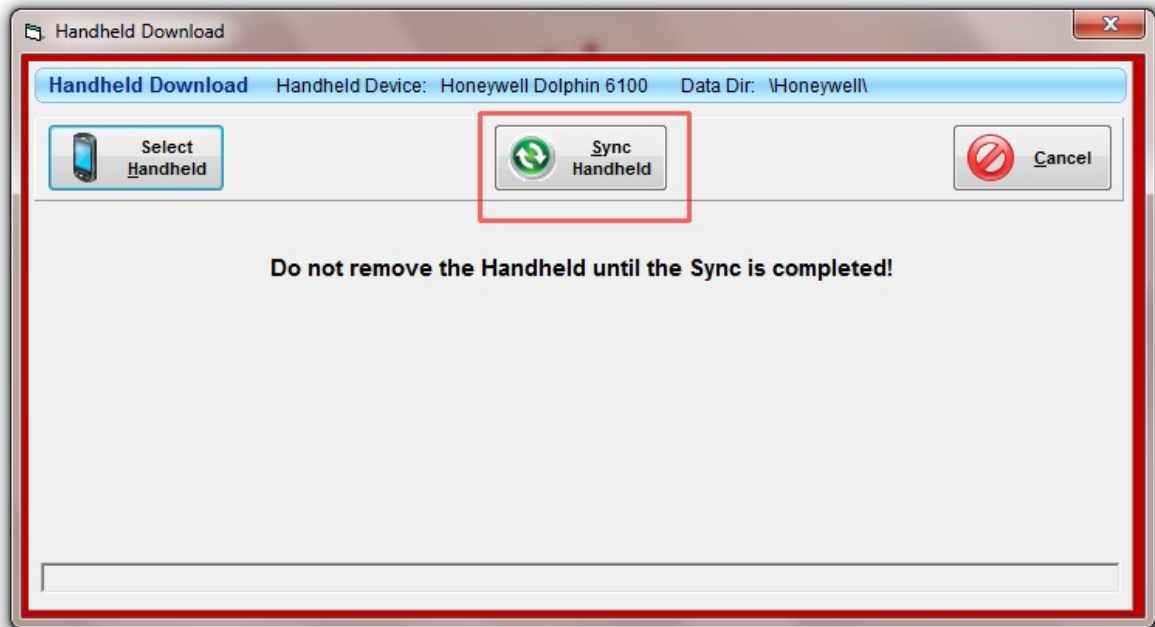 Handheld Download
X
Handheld Download Handheld Device: Honeywell Dolphin 6100 Data Dir: \Honeywell\
Select
Handheld
Sync
Handheld
Cancel
Do not remove the Handheld until the Sync is completed!